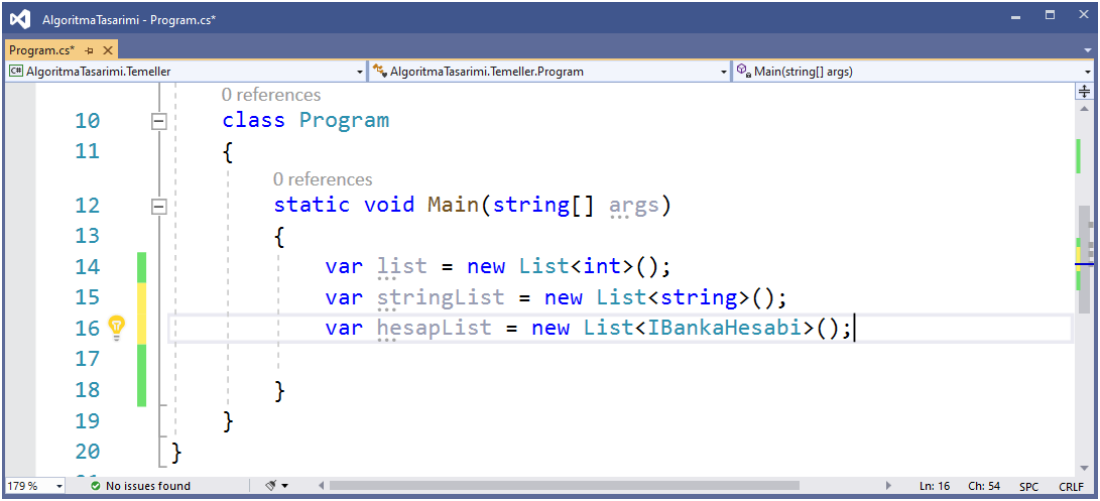 AlgoritmaTasarimi - Program.cs*
Program.cs*
C# AlgoritmaTasarimi.Temeller AlgoritmaTasarimi.Temeller.Program Main(string[] args)
0 references
10 class Program
11 {
0 references
12 static void Main(string[] args)
13 {
14 var list = new List<int>();
15 var stringList = new List<string>();
16 var hesapList = new List<IBankaHesabi>();
17
18 }
19 }
20 }
179 % No issues found Ln: 16 Ch: 54 SPC CRLF